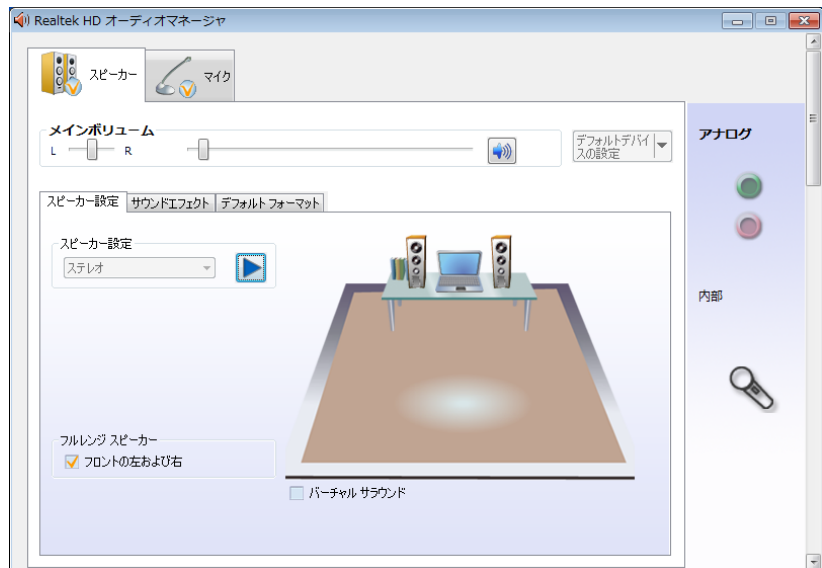 Realtek HD オーディオマネージャ
スピーカー
マイク
メインボリューム
L R
デフォルトデバイ
スの設定
スピーカー設定 サウンドエフェクト デフォルト フォーマット
スピーカー設定
ステレオ
フルレンジ スピーカー
フロントの左および右
バーチャル サラウンド
アナログ
内部